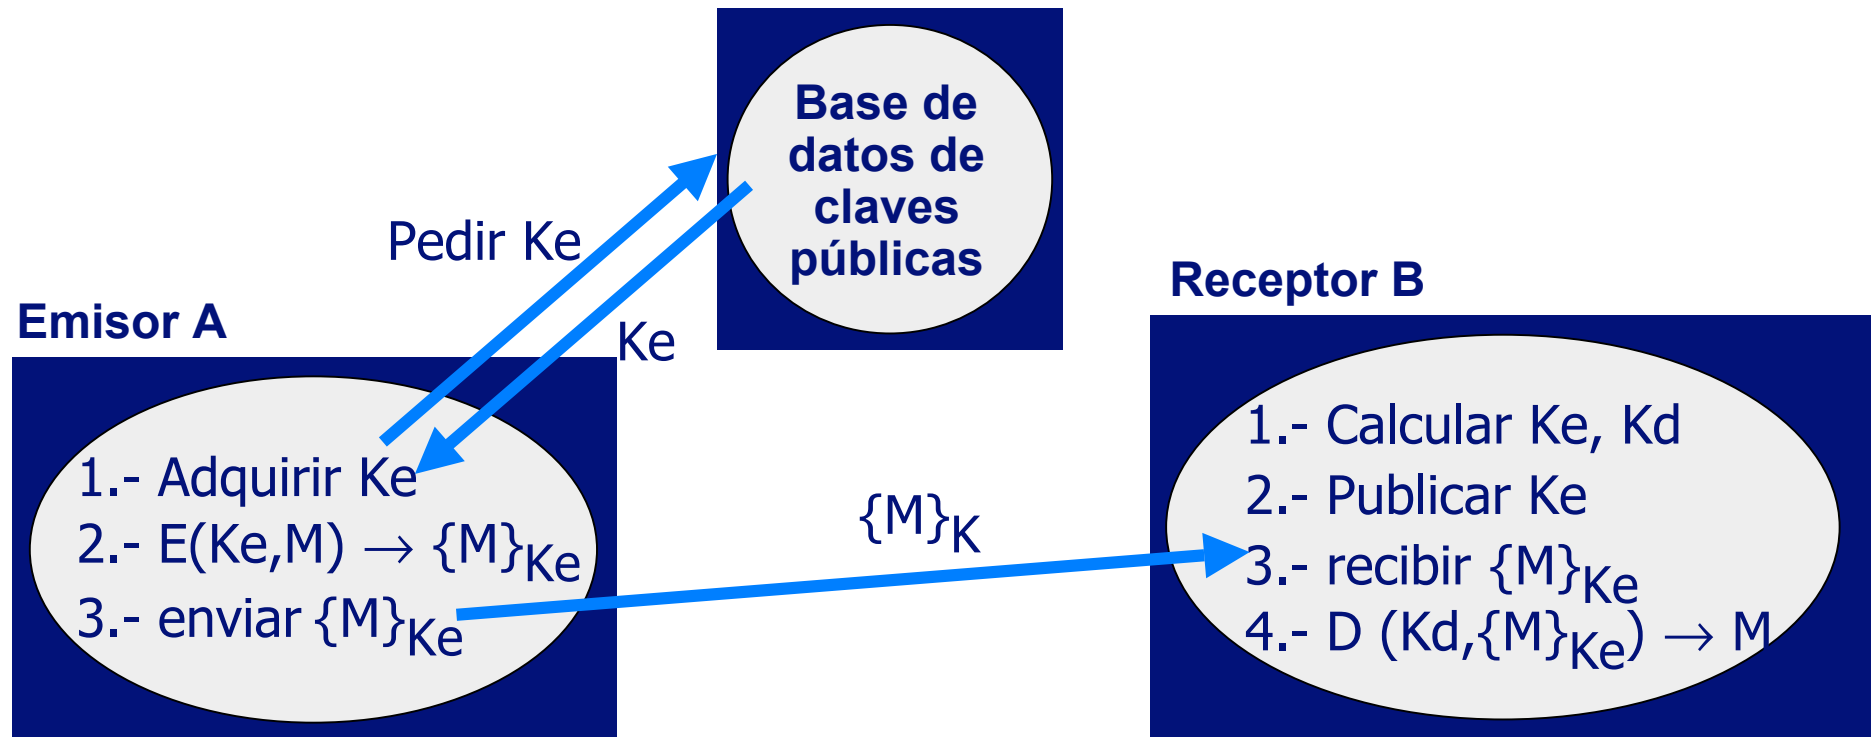 Base de
datos de
claves
públicas
Pedir Ke
Ke
Emisor A
1.- Adquirir Ke
2.- E(Ke,M) → {M}Ke
3.- enviar {M}Ke
{M}K
Receptor B
1.- Calcular Ke, Kd
2.- Publicar Ke
3.- recibir {M}Ke
4.- D (Kd,{M}Ke) → M